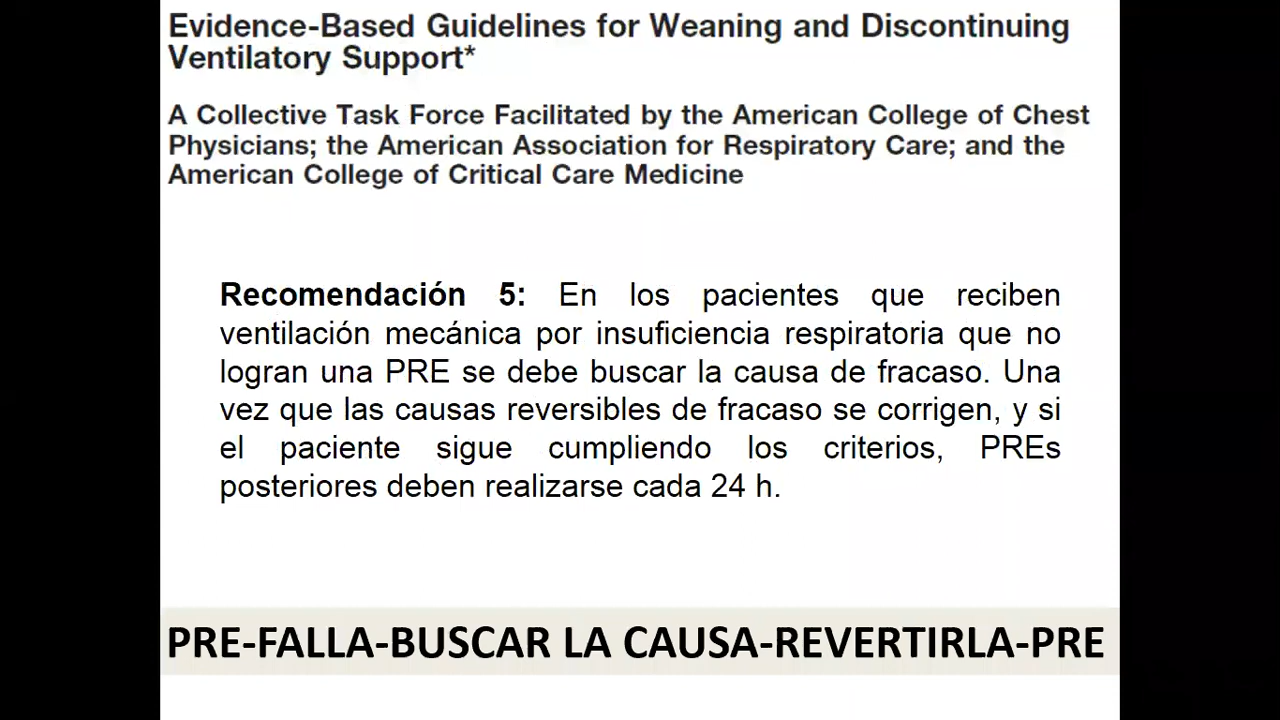 Evidence-Based Guidelines for Weaning and Discontinuing
Ventilatory Support*
A Collective Task Force Facilitated by the American College of Chest
Physicians; the American Association for Respiratory Care; and the
American College of Critical Care Medicine
Recomendación 5: En los pacientes que reciben
ventilación mecánica por insuficiencia respiratoria que no
logran una PRE se debe buscar la causa de fracaso. Una
vez que las causas reversibles de fracaso se corrigen, y si
el paciente sigue cumpliendo los criterios, PREs
posteriores deben realizarse cada 24 h.
PRE-FALLA-BUSCAR LA CAUSA-REVERTIRLA-PRE